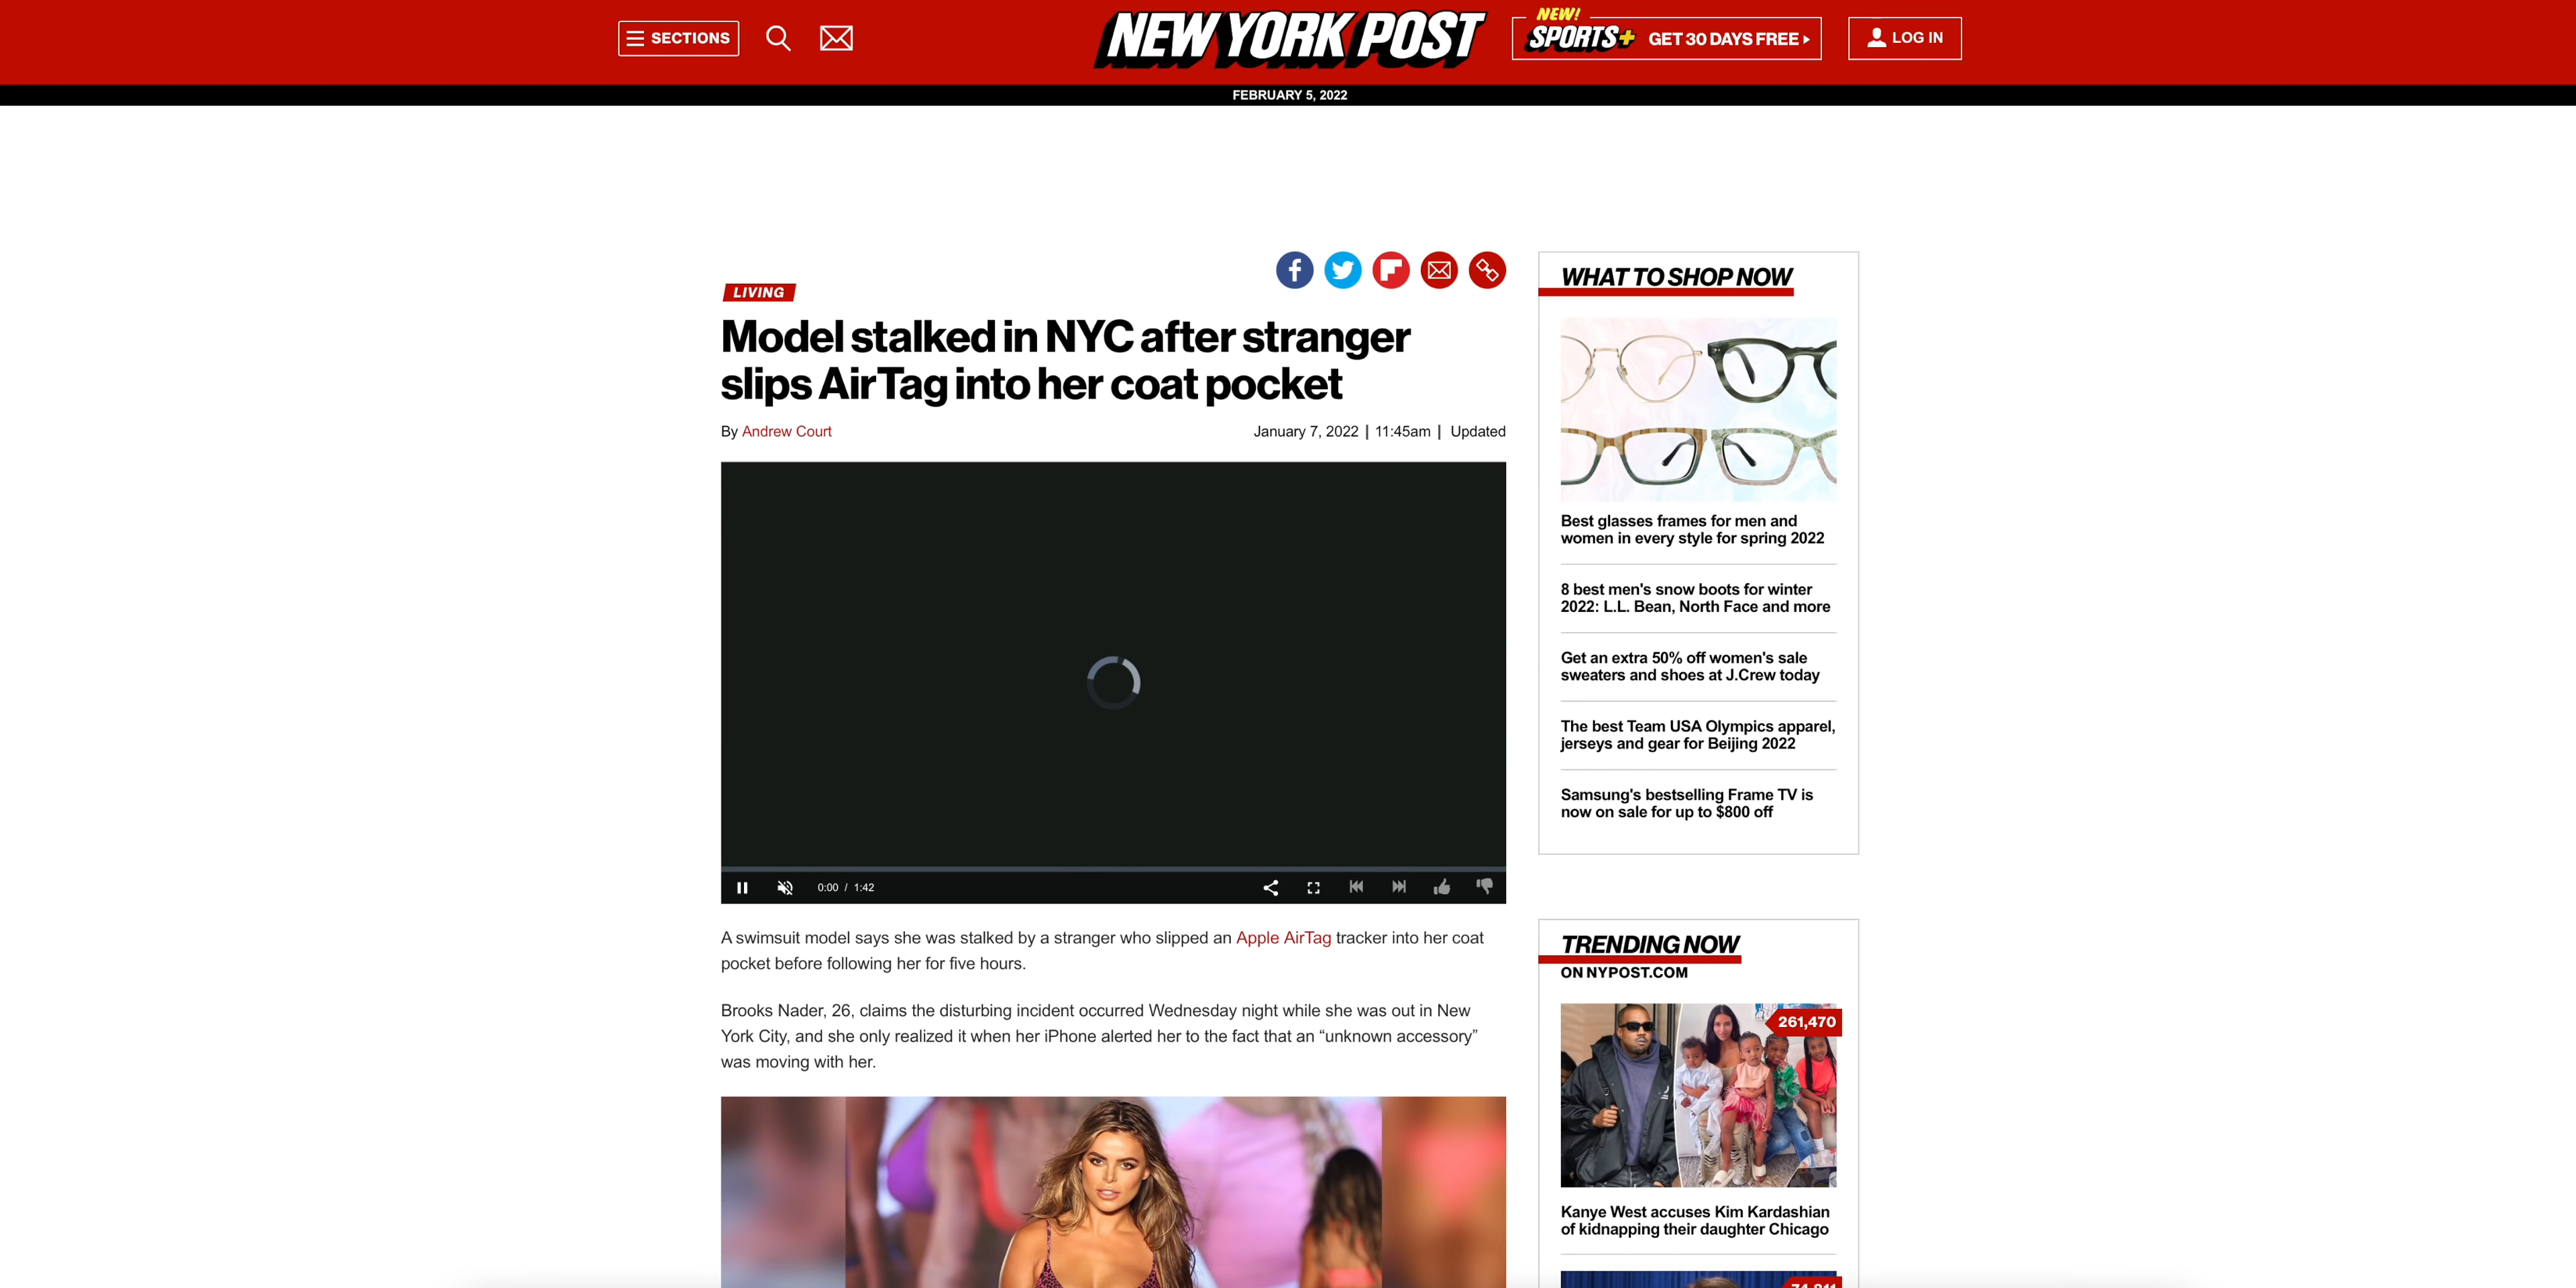 SECTIONS
NEW YORK POST
NEW!
SPORTS+ GET 30 DAYS FREE
LOG IN
FEBRUARY 5, 2022
LIVING
Model stalked in NYC after stranger
slips AirTag into her coat pocket
By Andrew Court
January 7, 2022 | 11:45am | Updated
0:00 / 1:42
A swimsuit model says she was stalked by a stranger who slipped an Apple AirTag tracker into her coat
pocket before following her for five hours.
Brooks Nader, 26, claims the disturbing incident occurred Wednesday night while she was out in New
York City, and she only realized it when her iPhone alerted her to the fact that an “unknown accessory”
was moving with her.
WHAT TO SHOP NOW
Best glasses frames for men and
women in every style for spring 2022
8 best men's snow boots for winter
2022: L.L. Bean, North Face and more
Get an extra 50% off women's sale
sweaters and shoes at J.Crew today
The best Team USA Olympics apparel,
jerseys and gear for Beijing 2022
Samsung's bestselling Frame TV is
now on sale for up to $800 off
TRENDING NOW
ON NYPOST.COM
261,470
Kanye West accuses Kim Kardashian
of kidnapping their daughter Chicago